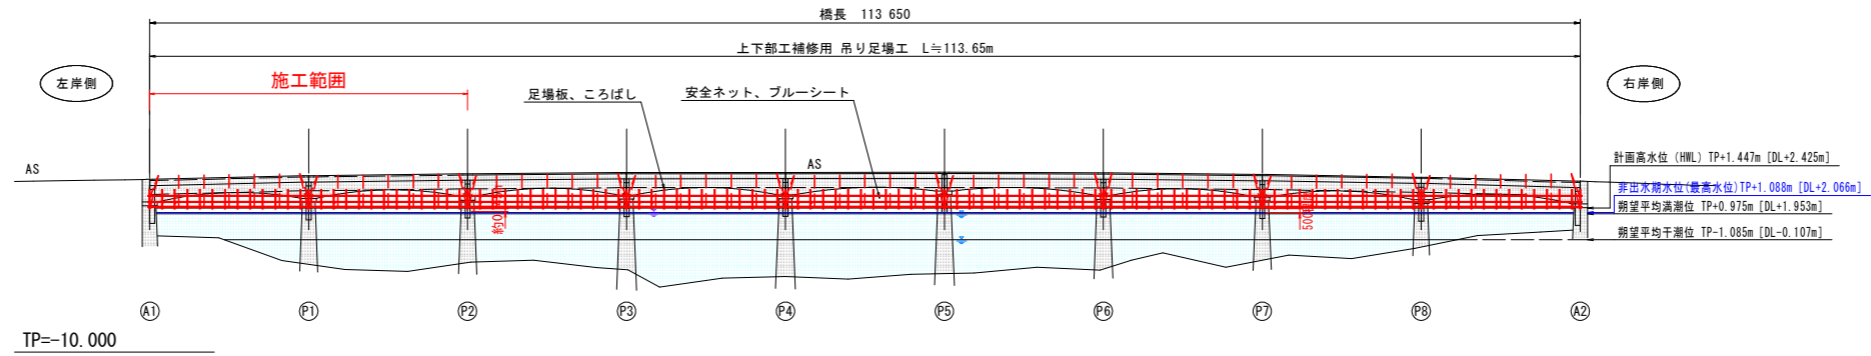 橋長 113 650
上下部工補修用 吊り足場工 L≒113.65m
左岸側
施工範囲
足場板、ころばし
安全ネット、ブルーシート
右岸側
AS
AS
計画高水位 (HWL) TP+1.447m [DL+2.425m]
非出水期水位(最高水位)TP+1.088m [DL+2.066m]
朔望平均満潮位 TP+0.975m [DL+1.953m]
朔望平均干潮位 TP-1.085m [DL-0.107m]
A1
P1
P2
P3
P4
P5
P6
P7
P8
A2
TP=-10.000